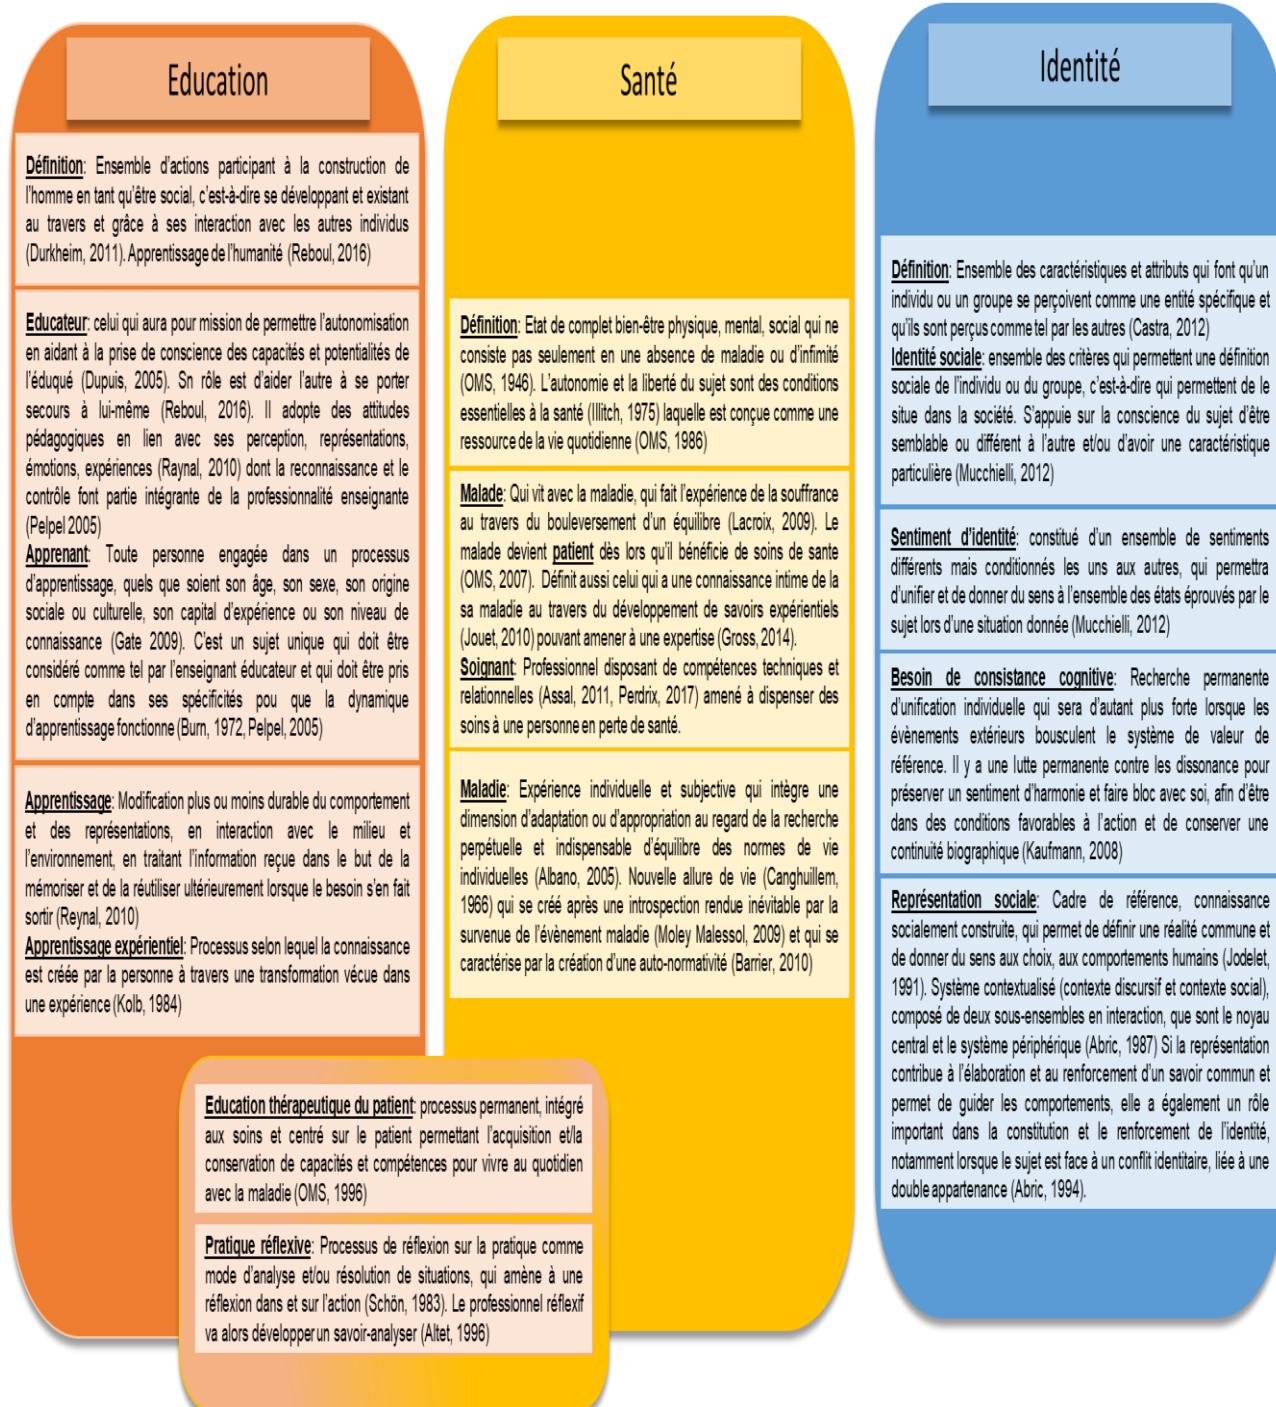 Education
Définition: Ensemble d'actions participant à la construction de
l'homme en tant qu'être social, c'est-à-dire se développant et existant
au travers et grâce à ses interaction avec les autres individus
(Durkheim, 2011). Apprentissage de l'humanité (Reboul, 2016)
Educateur: celui qui aura pour mission de permettre l'autonomisation
en aidant à la prise de conscience des capacités et potentialités de
l'éduqué (Dupuis, 2005). Sn rôle est d'aider l'autre à se porter
secours à lui-même (Reboul, 2016). Il adopte des attitudes
pédagogiques en lien avec ses perception, représentations,
émotions, expériences (Raynal, 2010) dont la reconnaissance et le
contrôle font partie intégrante de la professionnalité enseignante
(Pelpel 2005)
Apprenant: Toute personne engagée dans un processus
d'apprentissage, quels que soient son âge, son sexe, son origine
sociale ou culturelle, son capital d'expérience ou son niveau de
connaissance (Gate 2009). C'est un sujet unique qui doit être
considéré comme tel par l'enseignant éducateur et qui doit être pris
en compte dans ses spécificités pou que la dynamique
d'apprentissage fonctionne (Burn, 1972, Pelpel, 2005)
Apprentissage: Modification plus ou moins durable du comportement
et des représentations, en interaction avec le milieu et
l'environnement, en traitant l'information reçue dans le but de la
mémoriser et de la réutiliser ultérieurement lorsque le besoin s'en fait
sortir (Reynal, 2010)
Apprentissage expérientiel: Processus selon lequel la connaissance
est créée par la personne à travers une transformation vécue dans
une expérience (Kolb, 1984)
Santé
Définition: Etat de complet bien-être physique, mental, social qui ne
consiste pas seulement en une absence de maladie ou d'infimité
(OMS, 1946). L'autonomie et la liberté du sujet sont des conditions
essentielles à la santé (Illitch, 1975) laquelle est conçue comme une
ressource de la vie quotidienne (OMS, 1986)
Malade: Qui vit avec la maladie, qui fait l'expérience de la souffrance
au travers du bouleversement d'un équilibre (Lacroix, 2009). Le
malade devient patient dès lors qu'il bénéficie de soins de sante
(OMS, 2007). Définit aussi celui qui a une connaissance intime de la
sa maladie au travers du développement de savoirs expérientiels
(Jouet, 2010) pouvant amener à une expertise (Gross, 2014).
Soignant: Professionnel disposant de compétences techniques et
relationnelles (Assal, 2011, Perdrix, 2017) amené à dispenser des
soins à une personne en perte de santé.
Maladie: Expérience individuelle et subjective qui intègre une
dimension d'adaptation ou d'appropriation au regard de la recherche
perpétuelle et indispensable d'équilibre des normes de vie
individuelles (Albano, 2005). Nouvelle allure de vie (Canghuillem,
1966) qui se créé après une introspection rendue inévitable par la
survenue de l'évènement maladie (Moley Malessol, 2009) et qui se
caractérise par la création d'une auto-normativité (Barrier, 2010)
Education thérapeutique du patient: processus permanent, intégré
aux soins et centré sur le patient permettant l'acquisition et/la
conservation de capacités et compétences pour vivre au quotidien
avec la maladie (OMS, 1996)
Pratique réflexive: Processus de réflexion sur la pratique comme
mode d'analyse et/ou résolution de situations, qui amène à une
réflexion dans et sur l'action (Schön, 1983). Le professionnel réflexif
va alors développer un savoir-analyser (Altet, 1996)
Identité
Définition: Ensemble des caractéristiques et attributs qui font qu'un
individu ou un groupe se perçoivent comme une entité spécifique et
qu'ils sont perçus comme tel par les autres (Castra, 2012)
Identité sociale: ensemble des critères qui permettent une définition
sociale de l'individu ou du groupe, c'est-à-dire qui permettent de le
situe dans la société. S'appuie sur la conscience du sujet d'être
semblable ou différent à l'autre et/ou d'avoir une caractéristique
particulière (Mucchielli, 2012)
Sentiment d'identité: constitué d'un ensemble de sentiments
différents mais conditionnés les uns aux autres, qui permettra
d'unifier et de donner du sens à l'ensemble des états éprouvés par le
sujet lors d'une situation donnée (Mucchielli, 2012)
Besoin de consistance cognitive: Recherche permanente
d'unification individuelle qui sera d'autant plus forte lorsque les
évènements extérieurs bousculent le système de valeur de
référence. Il y a une lutte permanente contre les dissonance pour
préserver un sentiment d'harmonie et faire bloc avec soi, afin d'être
dans des conditions favorables à l'action et de conserver une
continuité biographique (Kaufmann, 2008)
Représentation sociale: Cadre de référence, connaissance
socialement construite, qui permet de définir une réalité commune et
de donner du sens aux choix, aux comportements humains (Jodelet,
1991). Système contextualisé (contexte discursif et contexte social),
composé de deux sous-ensembles en interaction, que sont le noyau
central et le système périphérique (Abric, 1987) Si la représentation
contribue à l'élaboration et au renforcement d'un savoir commun et
permet de guider les comportements, elle a également un rôle
important dans la constitution et le renforcement de l'identité,
notamment lorsque le sujet est face à un conflit identitaire, liée à une
double appartenance (Abric, 1994).